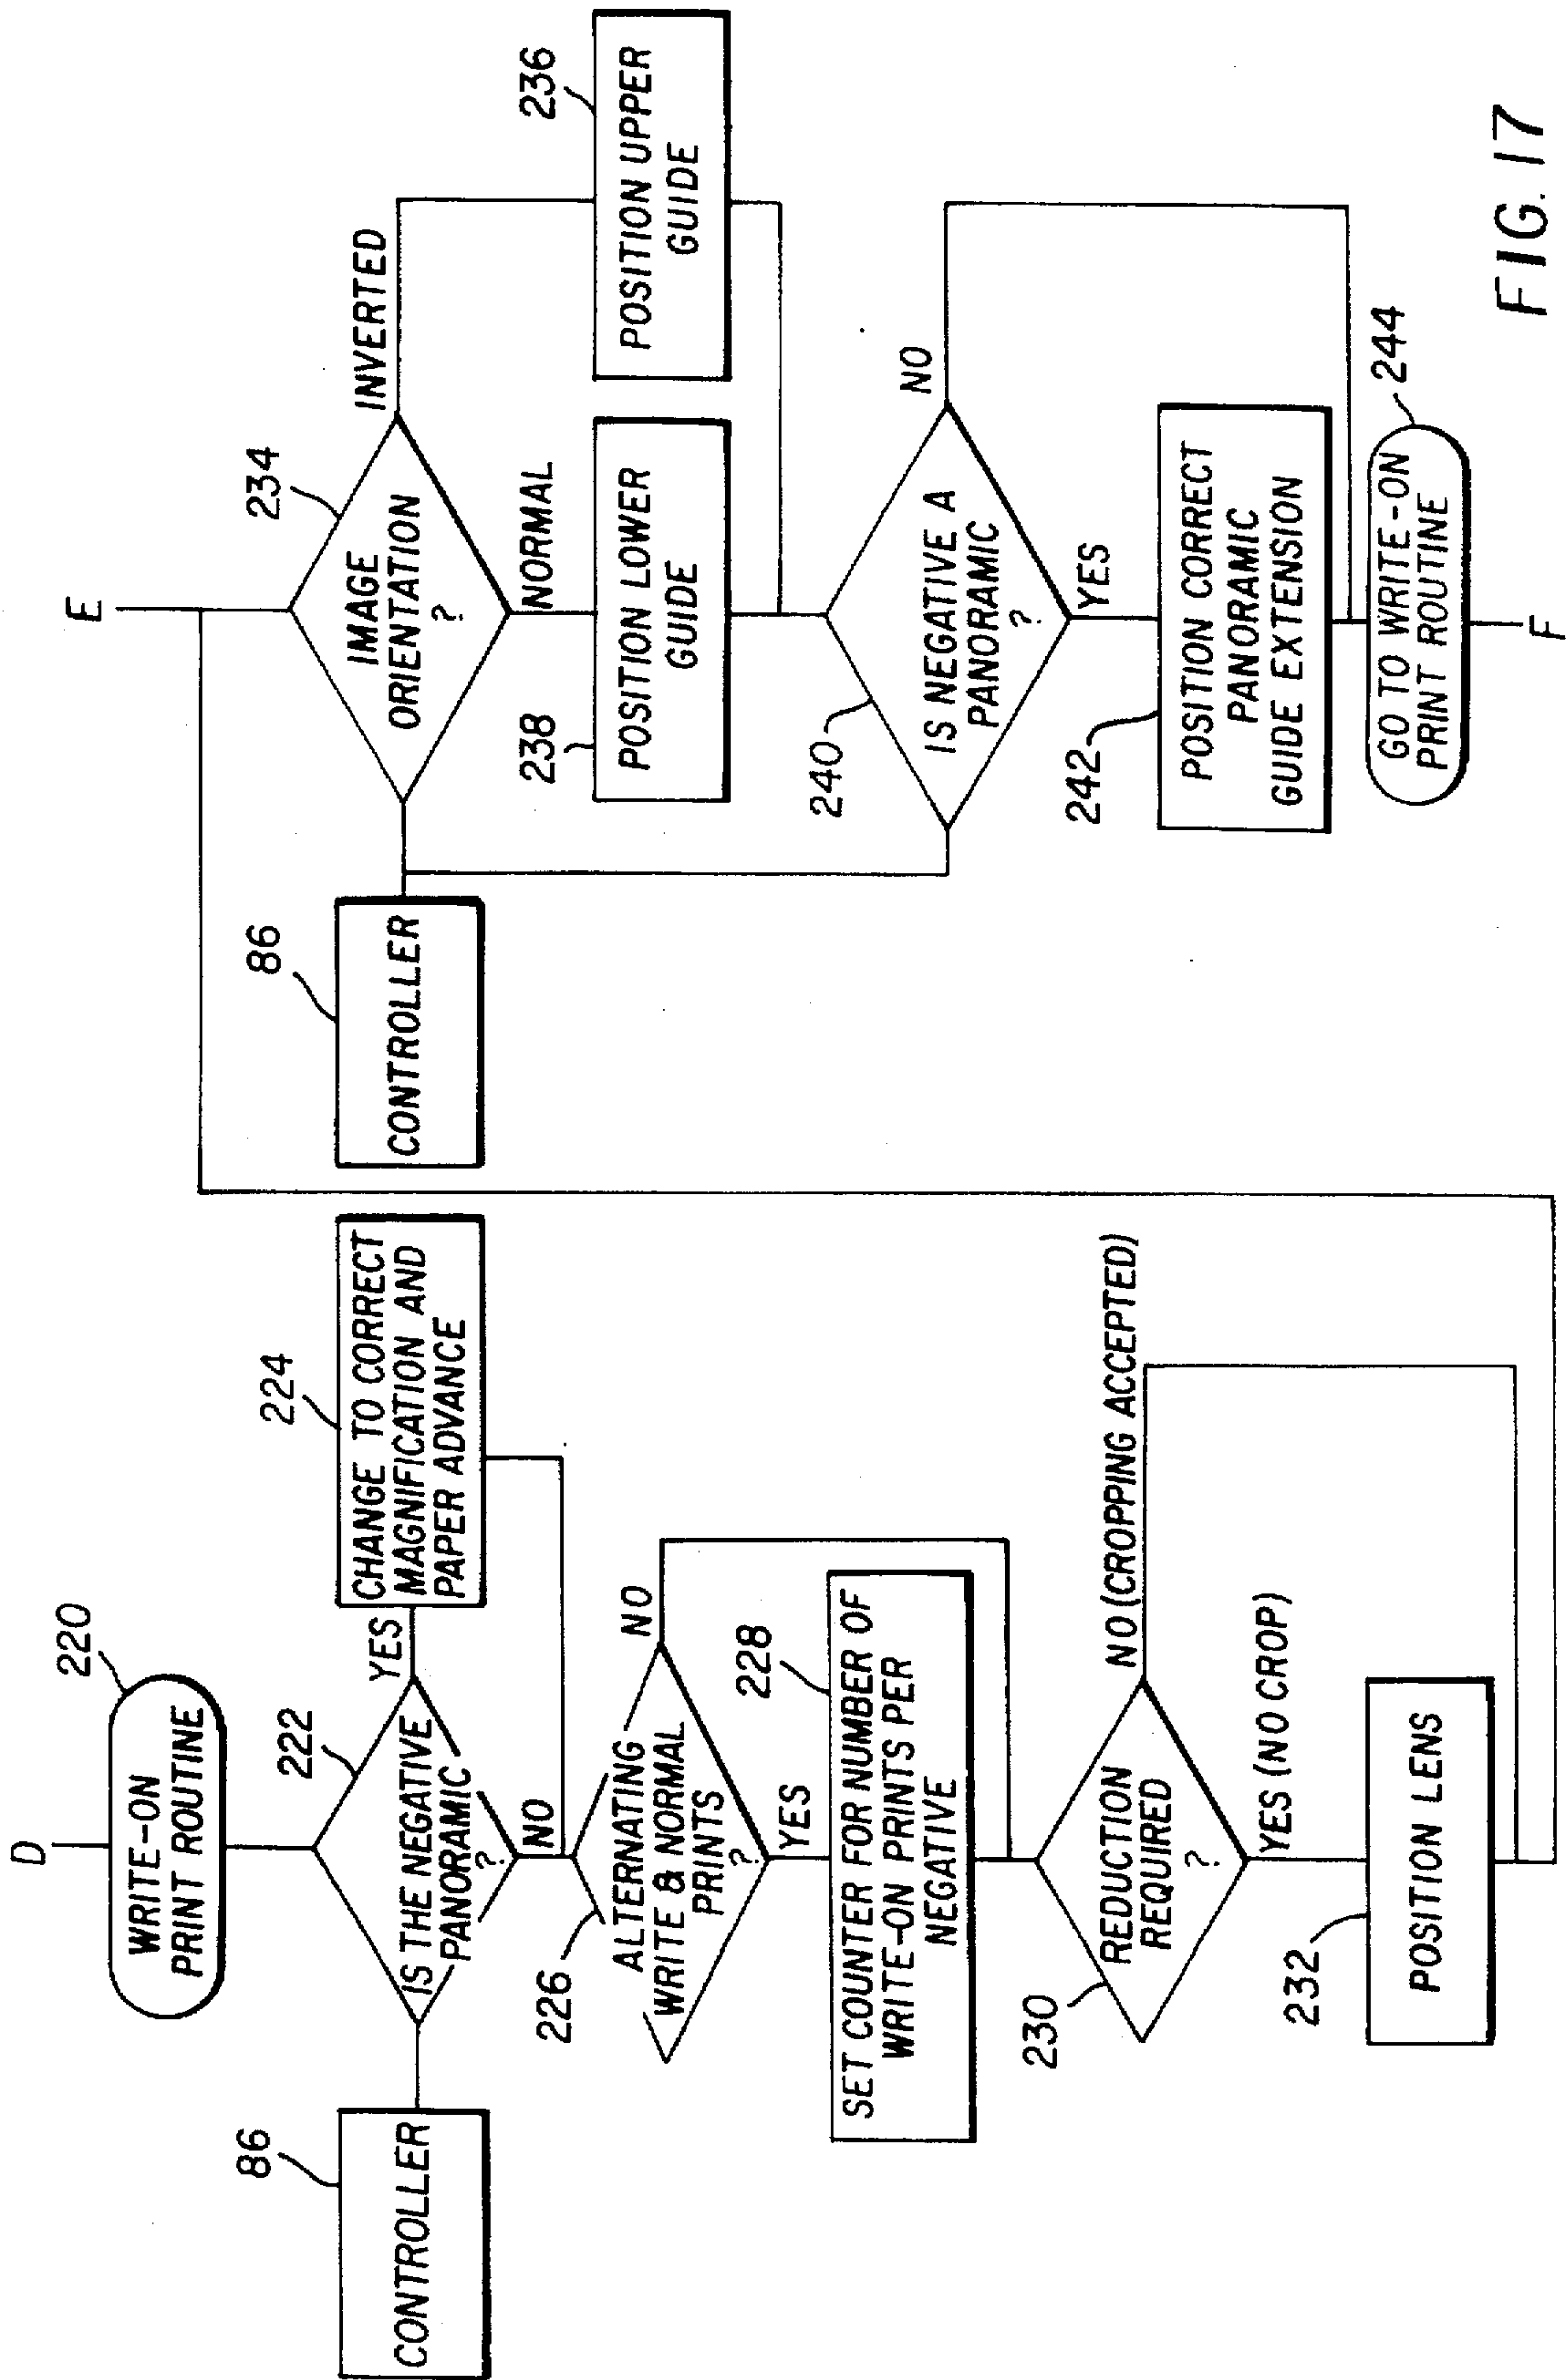 D
220
WRITE-ON
PRINT ROUTINE
86
CONTROLLER
222
IS THE NEGATIVE
PANORAMIC
?
YES
224
CHANGE TO CORRECT
MAGNIFICATION AND
PAPER ADVANCE
NO
226
ALTERNATING
WRITE & NORMAL
PRINTS
?
NO
YES
228
SET COUNTER FOR NUMBER OF
WRITE-ON PRINTS PER
NEGATIVE
230
REDUCTION
REQUIRED
?
NO (CROPPING ACCEPTED)
YES (NO CROP)
232
POSITION LENS
E
86
CONTROLLER
234
IMAGE
ORIENTATION
?
INVERTED
NORMAL
236
POSITION UPPER
GUIDE
238
POSITION LOWER
GUIDE
240
IS NEGATIVE A
PANORAMIC
?
NO
YES
242
POSITION CORRECT
PANORAMIC
GUIDE EXTENSION
244
GO TO WRITE-ON
PRINT ROUTINE
F
FIG. 17